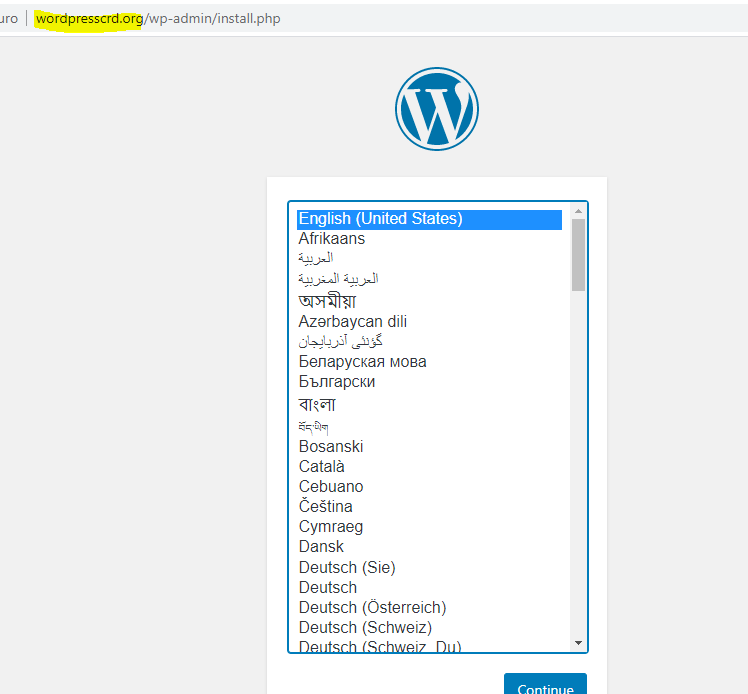 uro
wordpresscrd.org/wp-admin/install.php
English (United States)
Afrikaans
العربية
العربية المغربية
অসমীয়া
Azərbaycan dili
گؤنئی آذربایجان
Беларуская мова
Български
বাংলা
བོད་ཡིག
Bosanski
Català
Cebuano
Čeština
Cymraeg
Dansk
Deutsch (Sie)
Deutsch
Deutsch (Österreich)
Deutsch (Schweiz)
Deutsch (Schweiz, Du)
Continue